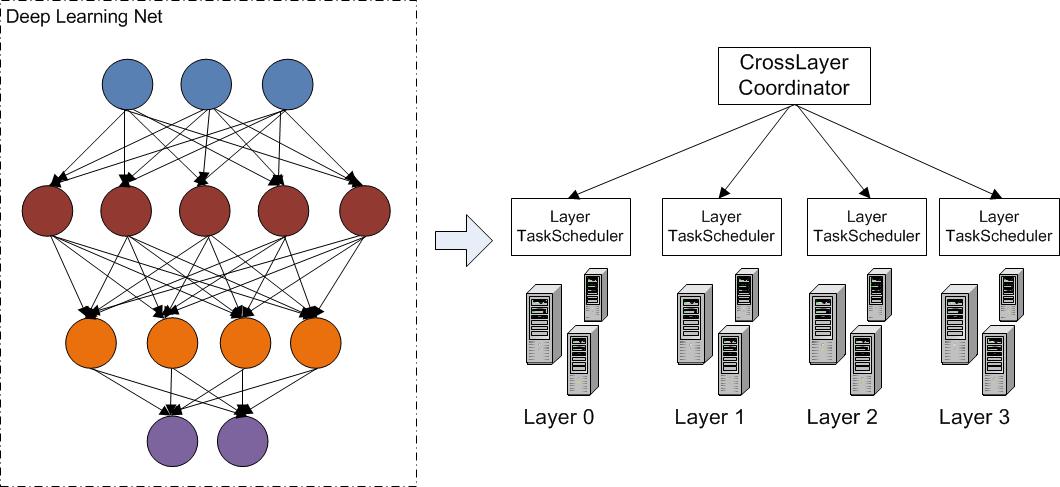 Deep Learning Net
CrossLayer
Coordinator
Layer
TaskScheduler
Layer
TaskScheduler
Layer
TaskScheduler
Layer
TaskScheduler
Layer 0
Layer 1
Layer 2
Layer 3